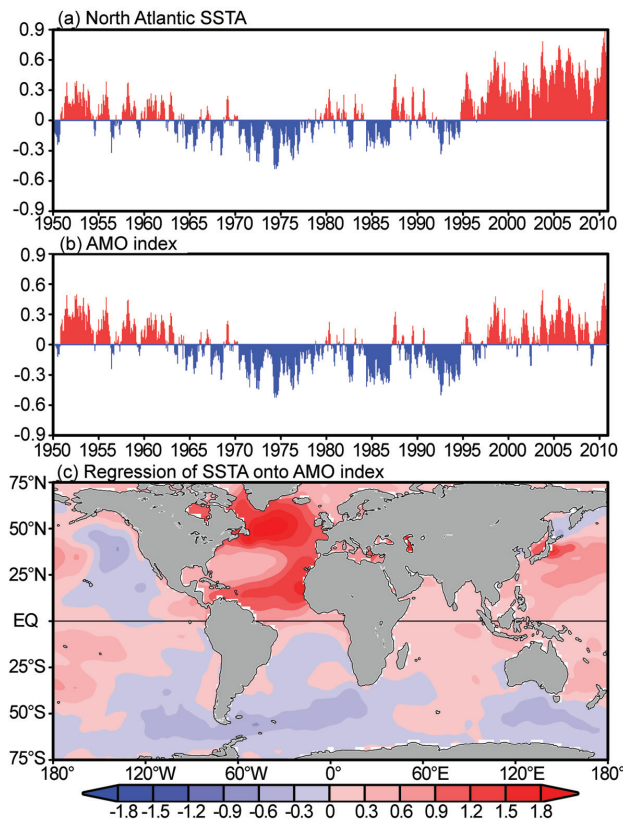 (a) North Atlantic SSTA
0.9
0.6
0.3
0
-0.3
-0.6
-0.9
1950 1955 1960 1965 1970 1975 1980 1985 1990 1995 2000 2005 2010
(b) AMO index
0.9
0.6
0.3
0
-0.3
-0.6
-0.9
1950 1955 1960 1965 1970 1975 1980 1985 1990 1995 2000 2005 2010
(c) Regression of SSTA onto AMO index
75°N
50°N
25°N
EQ
25°S
50°S
75°S
180° 120°W 60°W 0° 60°E 120°E 180°
-1.8 -1.5 -1.2 -0.9 -0.6 -0.3 0 0.3 0.6 0.9 1.2 1.5 1.8